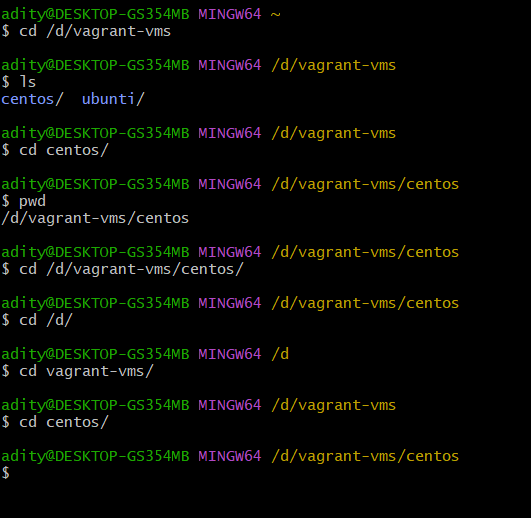 adity@DESKTOP-GS354MB MINGW64 ~
$ cd /d/vagrant-vms
adity@DESKTOP-GS354MB MINGW64 /d/vagrant-vms
$ ls
centos/  ubunti/
adity@DESKTOP-GS354MB MINGW64 /d/vagrant-vms
$ cd centos/
adity@DESKTOP-GS354MB MINGW64 /d/vagrant-vms/centos
$ pwd
/d/vagrant-vms/centos
adity@DESKTOP-GS354MB MINGW64 /d/vagrant-vms/centos
$ cd /d/vagrant-vms/centos/
adity@DESKTOP-GS354MB MINGW64 /d/vagrant-vms/centos
$ cd /d/
adity@DESKTOP-GS354MB MINGW64 /d
$ cd vagrant-vms/
adity@DESKTOP-GS354MB MINGW64 /d/vagrant-vms
$ cd centos/
adity@DESKTOP-GS354MB MINGW64 /d/vagrant-vms/centos
$